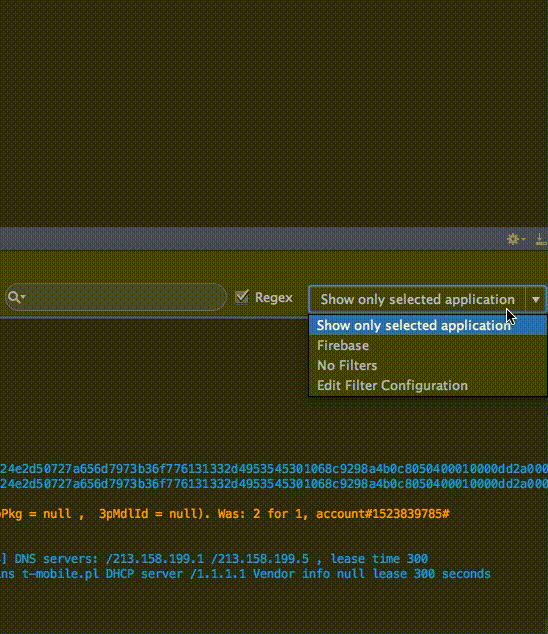 Regex
Show only selected application
Show only selected application
Firebase
No Filters
Edit Filter Configuration
24e2d50727a656d7973b36f776131332d4953545301068c9298a4b0c8050400010000dd2a000
24e2d50727a656d7973b36f776131332d4953545301068c9298a4b0c8050400010000dd2a000
Pkg = null , 3pMdlId = null). Was: 2 for 1, account#1523839785#
] DNS servers: /213.158.199.1 /213.158.199.5 , lease time 300
ns t-mobile.pl DHCP server /1.1.1.1 Vendor info null lease 300 seconds